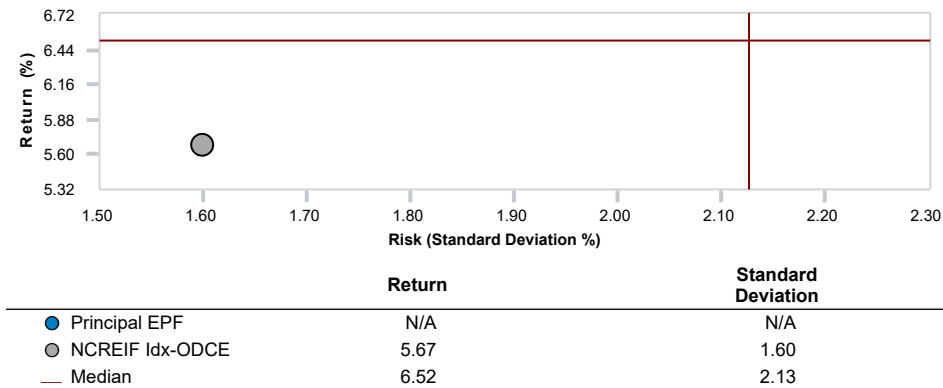 6.72
6.44
6.16
5.88
5.60
5.32
Return (%)
1.50 1.60 1.70 1.80 1.90 2.00 2.10 2.20 2.30
Risk (Standard Deviation %)
Return Standard Deviation
Principal EPF N/A N/A
NCREIF Idx-ODCE 5.67 1.60
Median 6.52 2.13